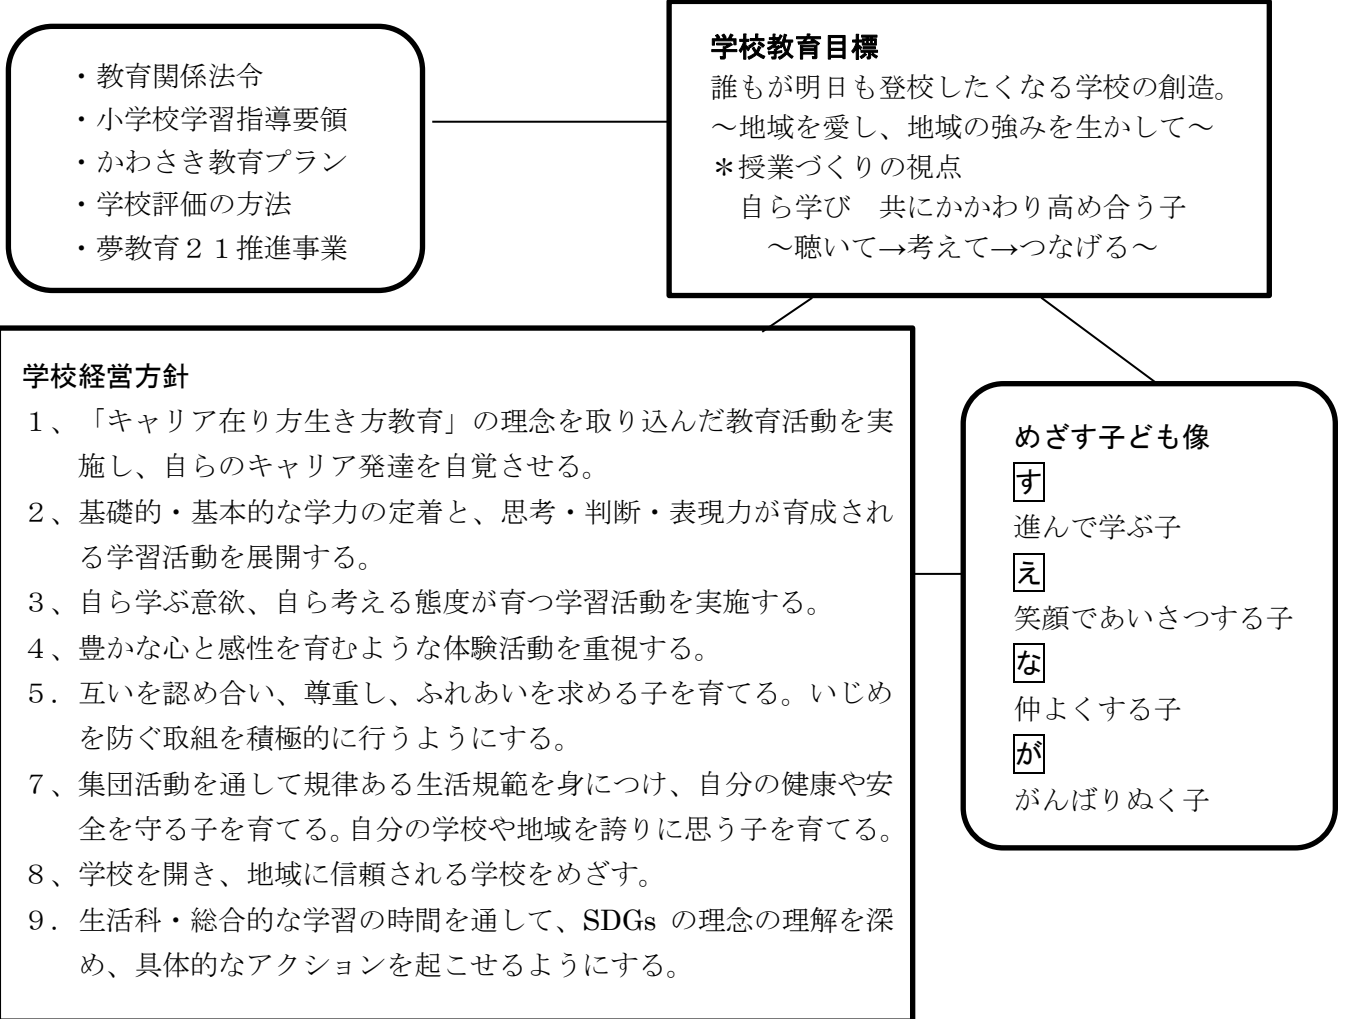 ・教育関係法令
・小学校学習指導要領
・かわさき教育プラン
・学校評価の方法
・夢教育２１推進事業
学校教育目標
誰もが明日も登校したくなる学校の創造。
～地域を愛し、地域の強みを生かして～
＊授業づくりの視点
自ら学び　共にかかわり高め合う子
～聴いて→考えて→つなげる～
学校経営方針
１、「キャリア在り方生き方教育」の理念を取り込んだ教育活動を実
施し、自らのキャリア発達を自覚させる。
２、基礎的・基本的な学力の定着と、思考・判断・表現力が育成され
る学習活動を展開する。
３、自ら学ぶ意欲、自ら考える態度が育つ学習活動を実施する。
４、豊かな心と感性を育むような体験活動を重視する。
５．互いを認め合い、尊重し、ふれあいを求める子を育てる。いじめ
を防ぐ取組を積極的に行うようにする。
７、集団活動を通して規律ある生活規範を身につけ、自分の健康や安
全を守る子を育てる。自分の学校や地域を誇りに思う子を育てる。
８、学校を開き、地域に信頼される学校をめざす。
９．生活科・総合的な学習の時間を通して、SDGs の理念の理解を深
め、具体的なアクションを起こせるようにする。
めざす子ども像
す
進んで学ぶ子
え
笑顔であいさつする子
な
仲よくする子
が
がんばりぬく子